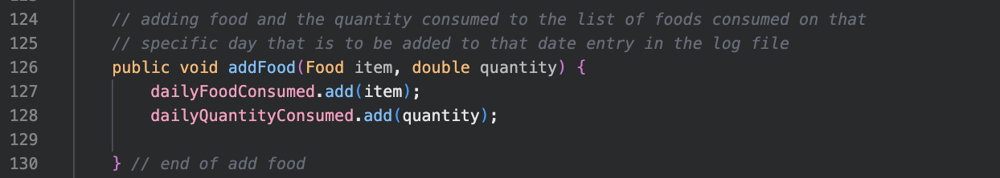 124 // adding food and the quantity consumed to the list of foods consumed on that
125 // specific day that is to be added to that date entry in the log file
126 public void addFood(Food item, double quantity) {
127 dailyFoodConsumed.add(item);
128 dailyQuantityConsumed.add(quantity);
129
130 } // end of add food